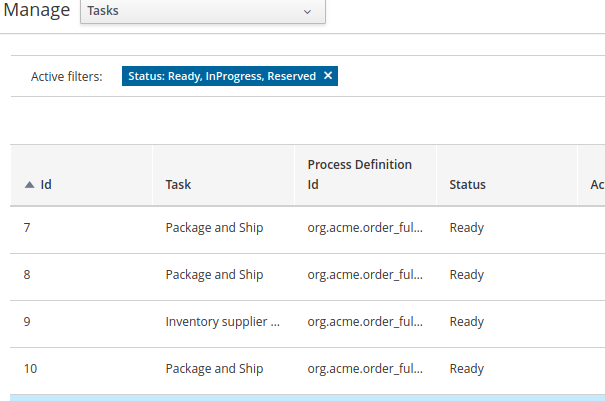 Manage Tasks
Active filters: Status: Ready, InProgress, Reserved ✕
Process Definition
Id Task Id Status Ac
7 Package and Ship org.acme.order_ful... Ready
8 Package and Ship org.acme.order_ful... Ready
9 Inventory supplier ... org.acme.order_ful... Ready
10 Package and Ship org.acme.order_ful... Ready